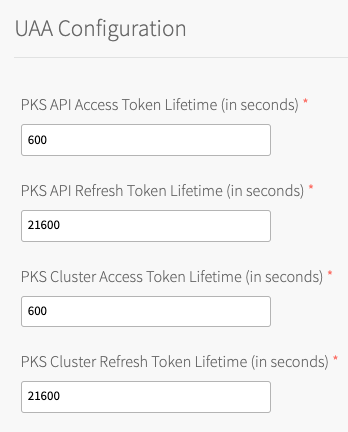 UAA Configuration
PKS API Access Token Lifetime (in seconds) *
600
PKS API Refresh Token Lifetime (in seconds) *
21600
PKS Cluster Access Token Lifetime (in seconds) *
600
PKS Cluster Refresh Token Lifetime (in seconds) *
21600